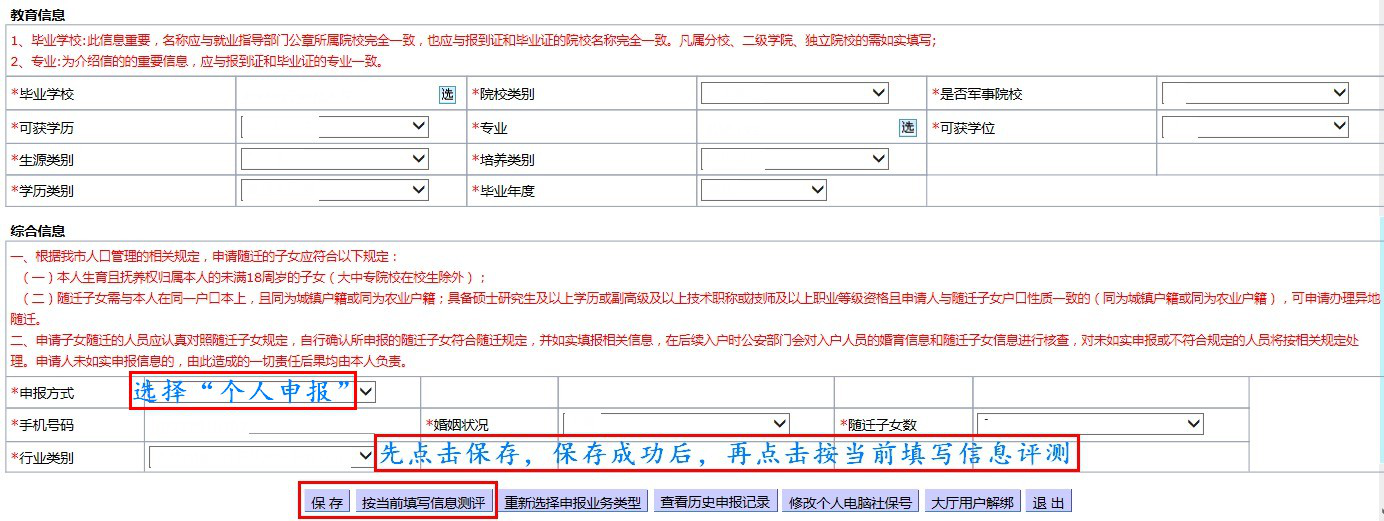 教育信息
1、毕业学校:此信息重要，名称应与就业指导部门公章所属院校完全一致，也应与报到证和毕业证的院校名称完全一致。凡属分校、二级学院、独立院校的需如实填写;
2、专业:为介绍信的的重要信息，应与报到证和毕业证的专业一致。
*毕业学校 选 *院校类别 *是否军事院校
*可获学历 *专业 选 *可获学位
*生源类别 *培养类别
*学历类别 *毕业年度
综合信息
一、根据我市人口管理的相关规定，申请随迁的子女应符合以下规定：
（一）本人生育且抚养权归属本人的未满18周岁的子女（大中专院校在校生除外）；
（二）随迁子女需与本人在同一户口本上，且同为城镇户籍或同为农业户籍；具备硕士研究生及以上学历或副高级及以上技术职称或技师及以上职业等级资格且申请人与随迁子女户口性质一致的（同为城镇户籍或同为农业户籍），可申请办理异地
随迁。
二、申请子女随迁的人员应认真对照随迁子女规定，自行确认所申报的随迁子女符合随迁规定，并如实填报相关信息，在后续入户时公安部门会对入户人员的婚育信息和随迁子女信息进行核查，对未如实申报或不符合规定的人员将按相关规定处
理。申请人未如实申报信息的，由此造成的一切责任后果均由本人负责。
*申报方式 选择“个人申报”
*手机号码 *婚姻状况 *随迁子女数
*行业类别 先点击保存，保存成功后，再点击按当前填写信息评测
保 存 按当前填写信息测评 重新选择申报业务类型 查看历史申报记录 修改个人电脑社保号 大厅用户解绑 退 出